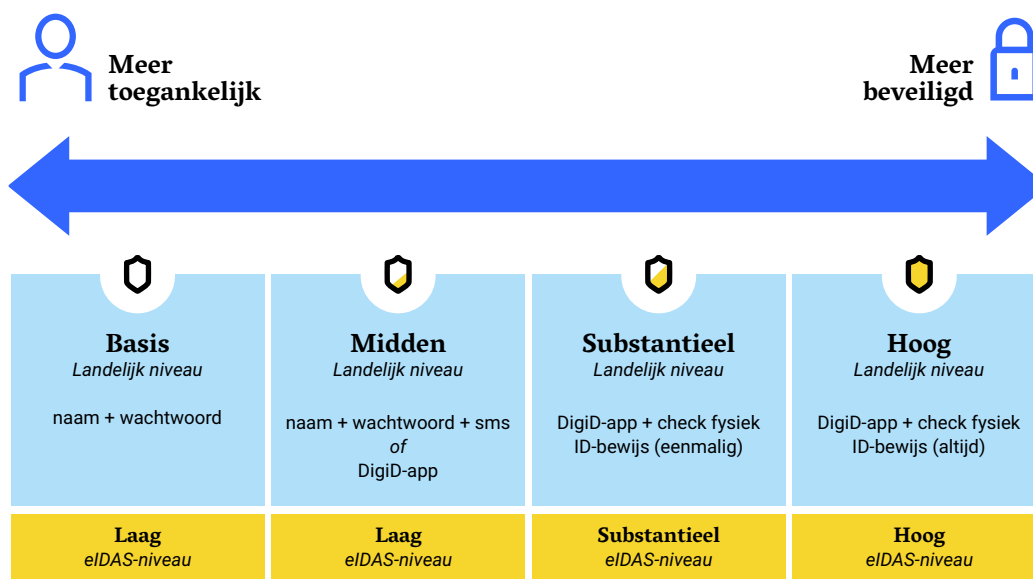 Meer
toegankelijk
Meer
beveiligd
Basis
Landelijk niveau
naam + wachtwoord
Midden
Landelijk niveau
naam + wachtwoord + sms
of
DigiD-app
Substantieel
Landelijk niveau
DigiD-app + check fysiek
ID-bewijs (eenmalig)
Hoog
Landelijk niveau
DigiD-app + check fysiek
ID-bewijs (altijd)
Laag
eIDAS-niveau
Laag
eIDAS-niveau
Substantieel
eIDAS-niveau
Hoog
eIDAS-niveau